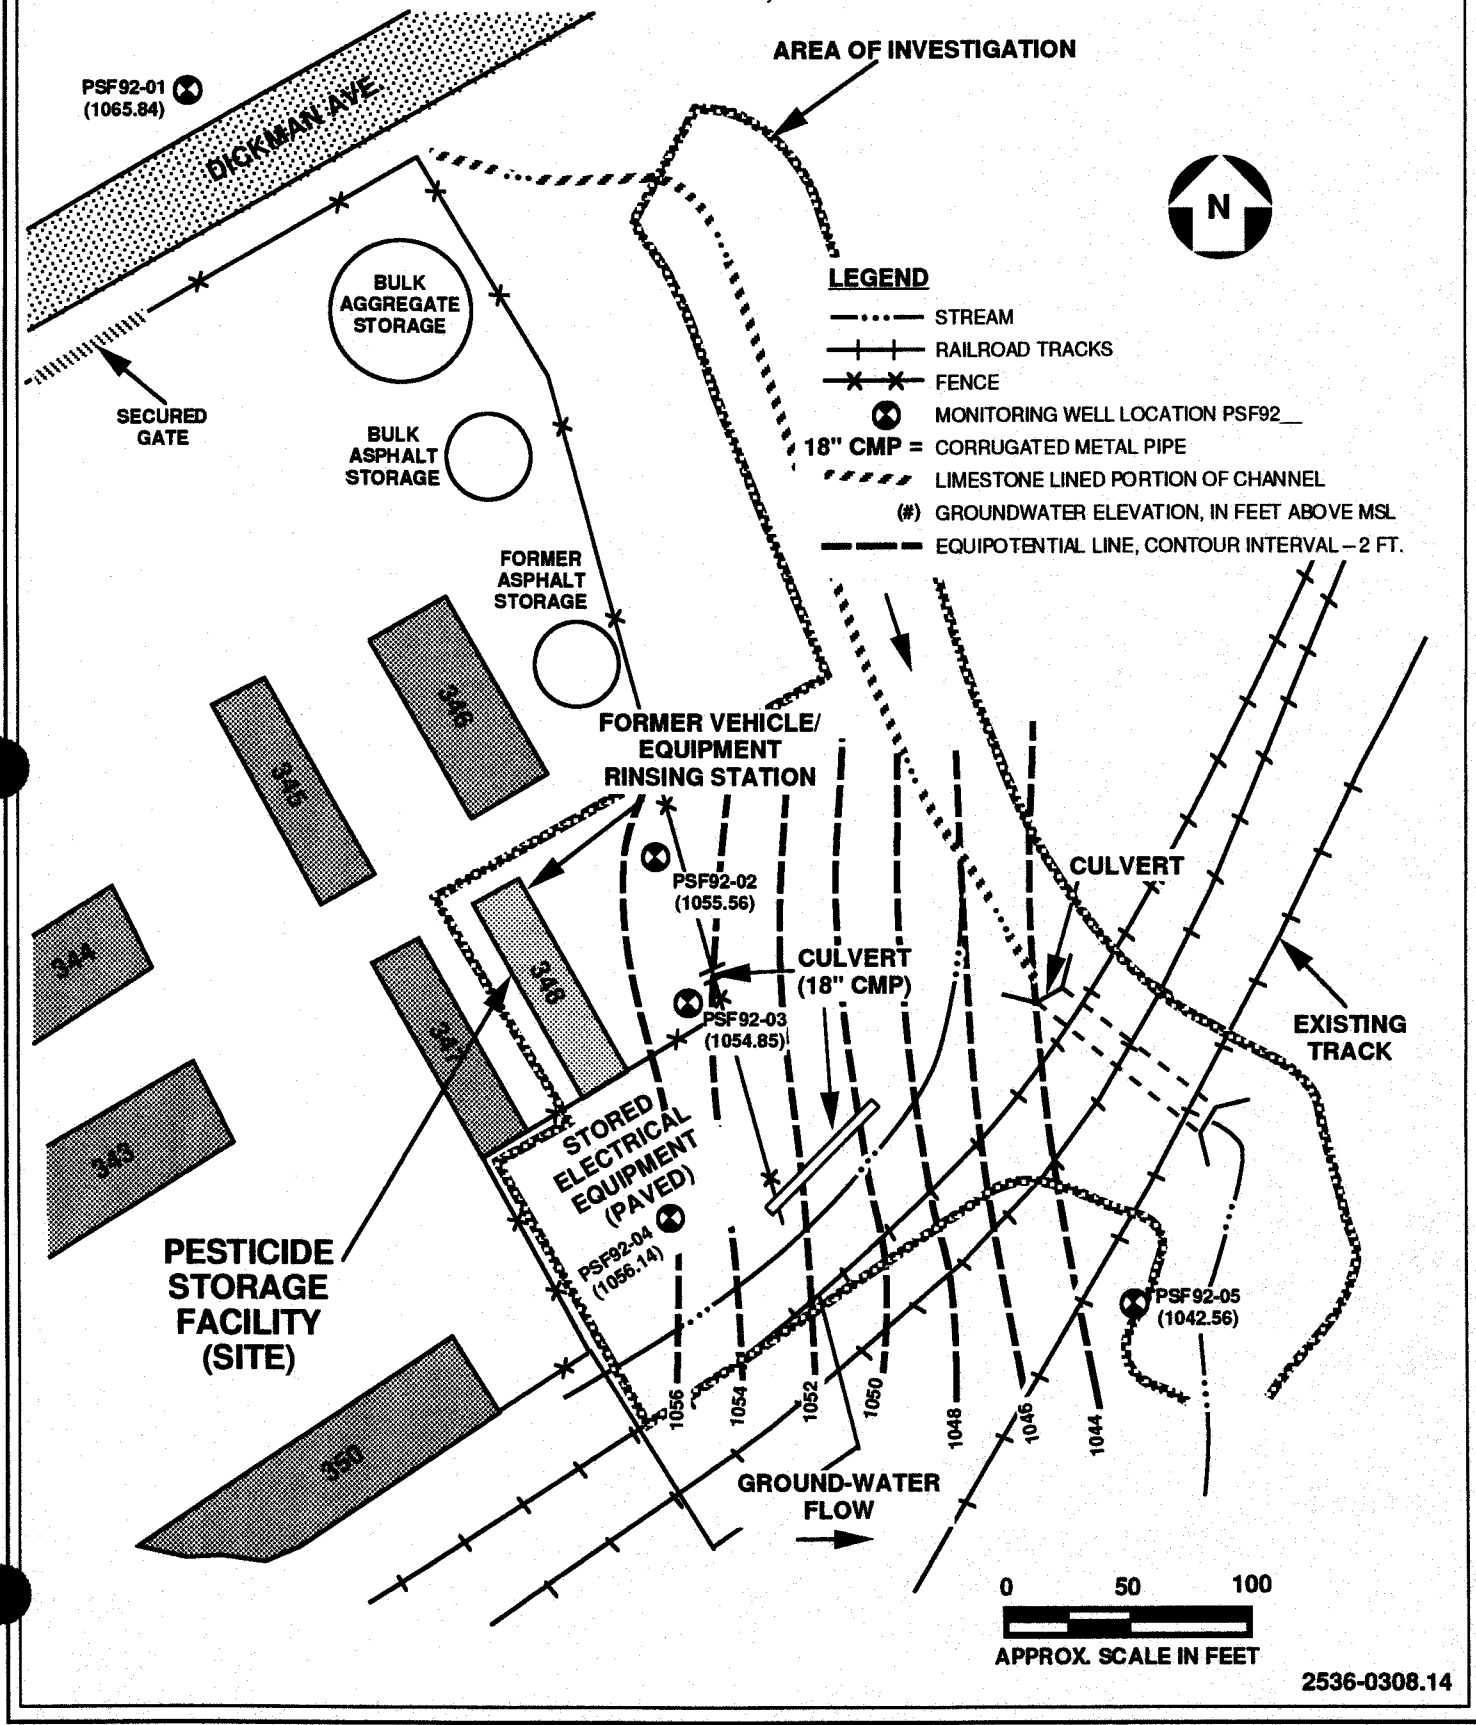 AREA OF INVESTIGATION
PSF92-01
(1065.84)
DICKMAN AVE.
N
BULK
AGGREGATE
STORAGE
LEGEND
STREAM
RAILROAD TRACKS
FENCE
MONITORING WELL LOCATION PSF92__
18" CMP = CORRUGATED METAL PIPE
LIMESTONE LINED PORTION OF CHANNEL
(#) GROUNDWATER ELEVATION, IN FEET ABOVE MSL
EQUIPOTENTIAL LINE, CONTOUR INTERVAL – 2 FT.
SECURED
GATE
BULK
ASPHALT
STORAGE
FORMER
ASPHALT
STORAGE
346
345
FORMER VEHICLE/
EQUIPMENT
RINSING STATION
CULVERT
PSF92-02
(1055.56)
344
348
CULVERT
(18" CMP)
347
PSF92-03
(1054.85)
EXISTING
TRACK
343
STORED
ELECTRICAL
EQUIPMENT
(PAVED)
PSF92-04
(1056.14)
PESTICIDE
STORAGE
FACILITY
(SITE)
PSF92-05
(1042.56)
350
1056
1054
1052
1050
1048
1046
1044
GROUND-WATER
FLOW
0 50 100
APPROX. SCALE IN FEET
2536-0308.14